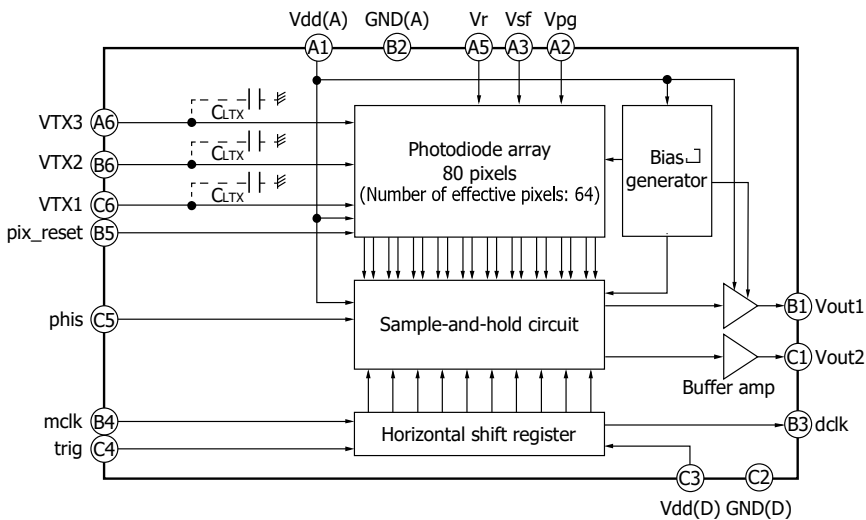 Vdd(A) GND(A) Vr Vsf Vpg
A1 B2 A5 A3 A2
CLTX
VTX3 A6
CLTX
VTX2 B6
CLTX
VTX1 C6
pix_reset B5
Photodiode array
80 pixels
(Number of effective pixels: 64)
Bias
generator
phis C5
Sample-and-hold circuit
B1 Vout1
C1 Vout2
Buffer amp
mclk B4
trig C4
Horizontal shift register
B3 dclk
C3 C2
Vdd(D) GND(D)